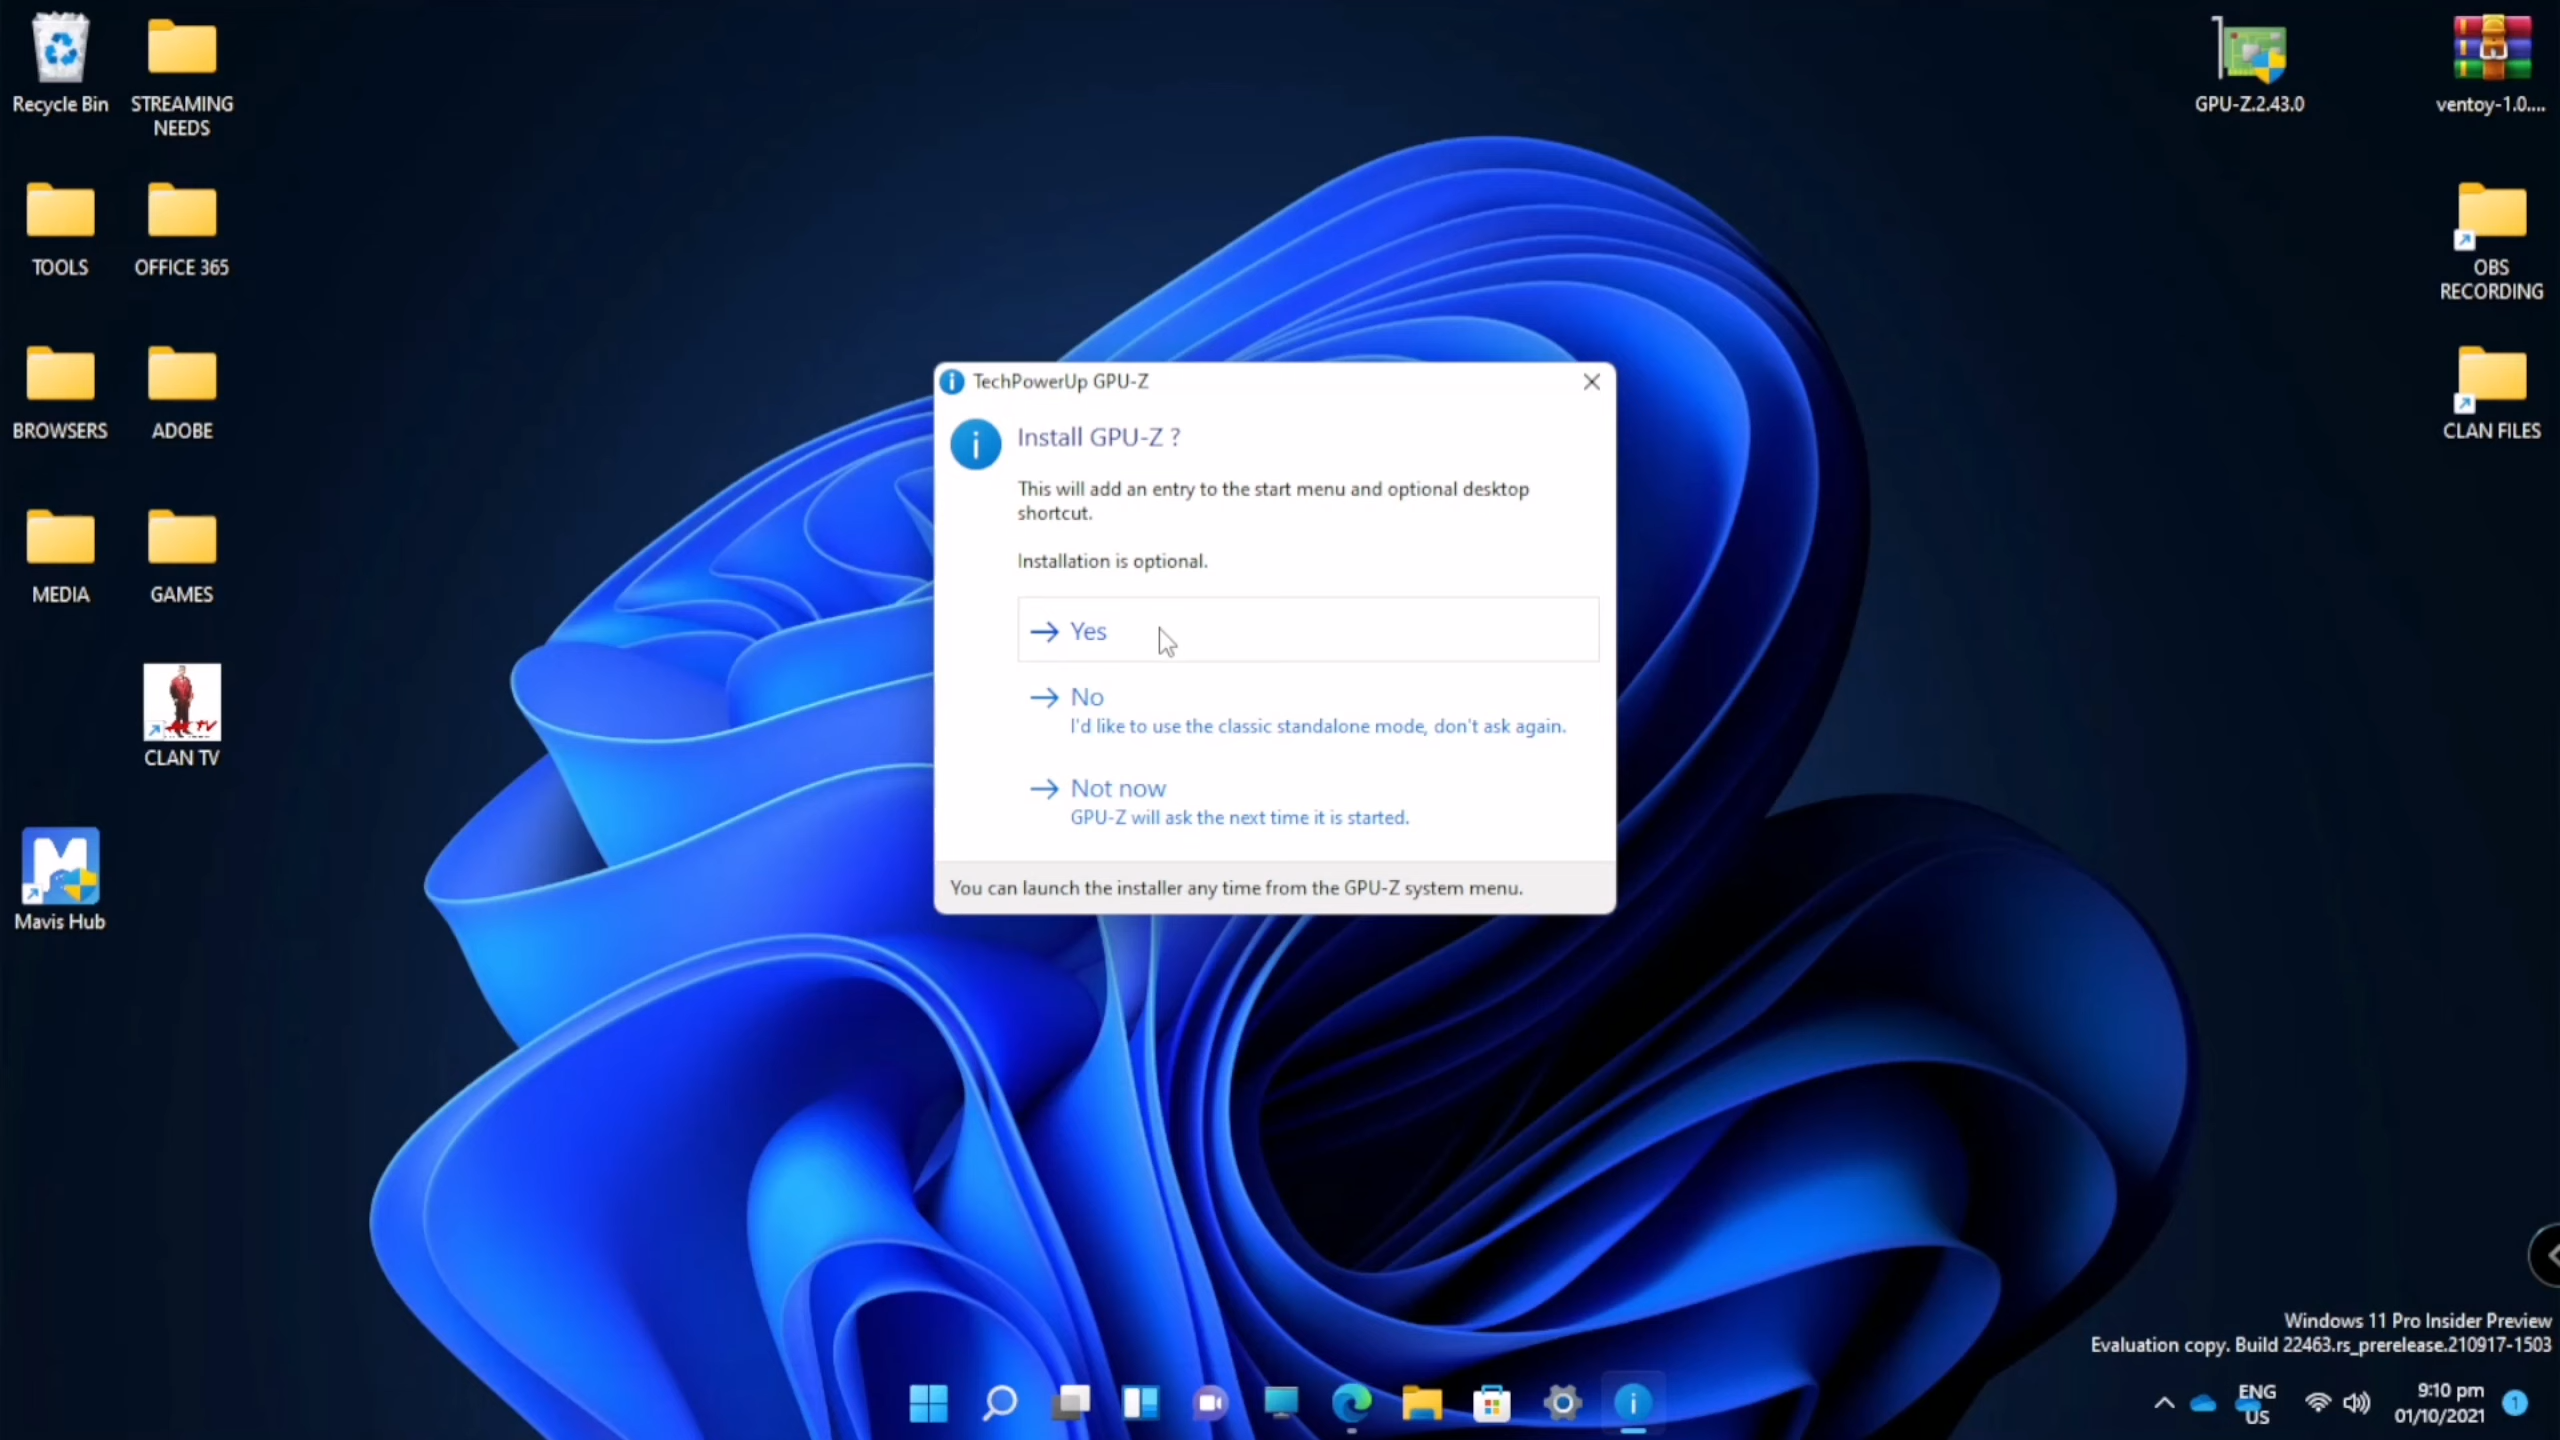 Recycle Bin
STREAMING
NEEDS
TOOLS
OFFICE 365
BROWSERS
ADOBE
MEDIA
GAMES
CLAN TV
Mavis Hub
GPU-Z.2.43.0
ventoy-1.0....
OBS
RECORDING
CLAN FILES
TechPowerUp GPU-Z
Install GPU-Z ?
This will add an entry to the start menu and optional desktop
shortcut.
Installation is optional.
Yes
No
I'd like to use the classic standalone mode, don't ask again.
Not now
GPU-Z will ask the next time it is started.
You can launch the installer any time from the GPU-Z system menu.
Windows 11 Pro Insider Preview
Evaluation copy. Build 22463.rs_prerelease.210917-1503
ENG
US
9:10 pm
01/10/2021
1